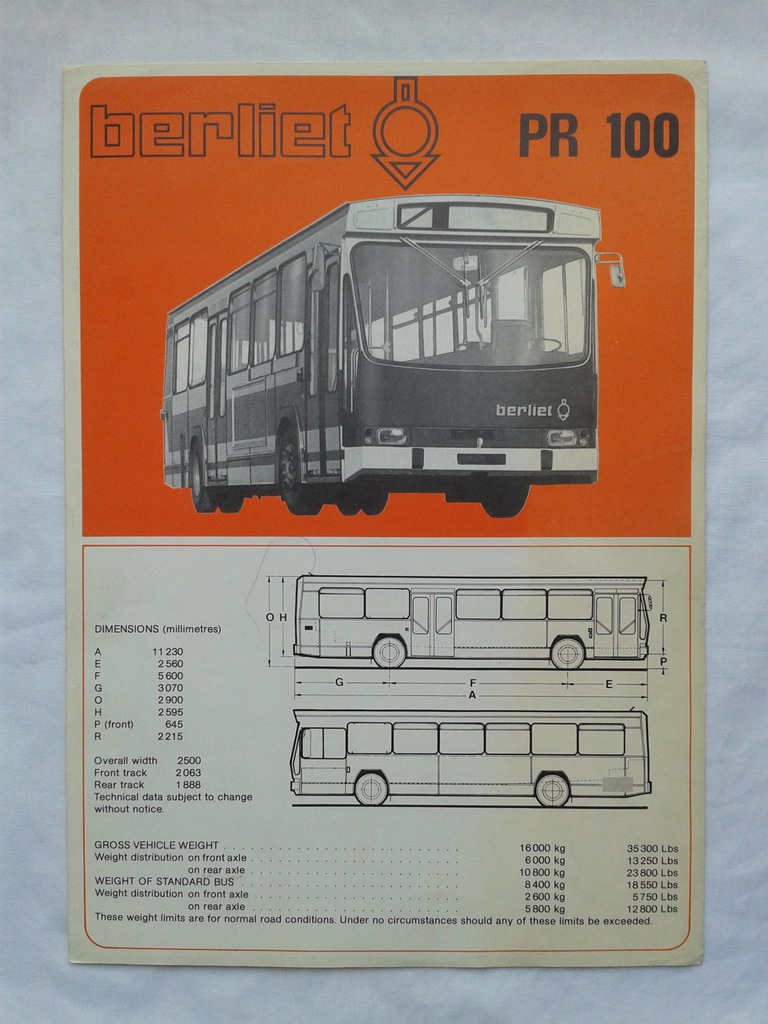 berliet PR 100
berliet
DIMENSIONS (millimetres)
A 11 230
E 2 560
F 5 600
G 3 070
O 2 900
H 2 595
P (front) 645
R 2 215
Overall width 2500
Front track 2 063
Rear track 1 888
Technical data subject to change
without notice.
O H R
P
G F E
A
GROSS VEHICLE WEIGHT . . . . . . . . . . . . . . . . . . . . 16 000 kg 35 300 Lbs
Weight distribution on front axle . . . . . . . . . . . . . . . . . . 6 000 kg 13 250 Lbs
on rear axle . . . . . . . . . . . . . . . . . . 10 800 kg 23 800 Lbs
WEIGHT OF STANDARD BUS . . . . . . . . . . . . . . . . . . . 8 400 kg 18 550 Lbs
Weight distribution on front axle . . . . . . . . . . . . . . . . . . 2 600 kg 5 750 Lbs
on rear axle . . . . . . . . . . . . . . . . . . 5 800 kg 12 800 Lbs
These weight limits are for normal road conditions. Under no circumstances should any of these limits be exceeded.